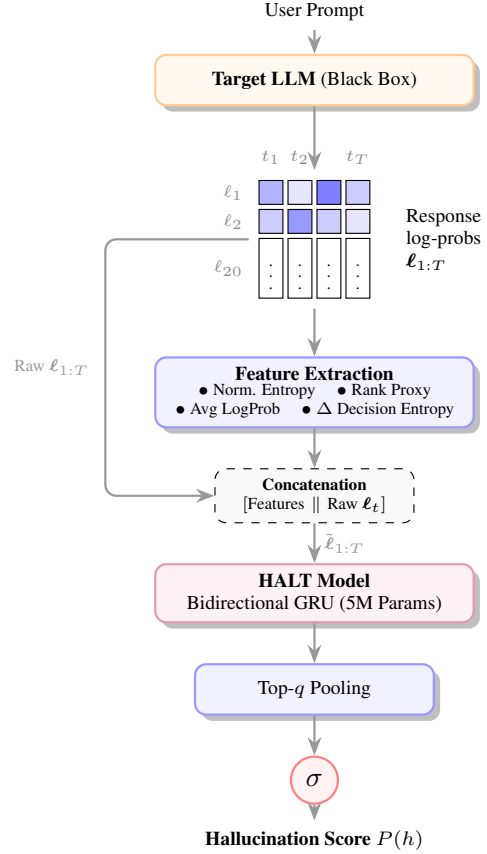 User Prompt
Target LLM (Black Box)
t₁ t₂ t_T
ℓ₁
ℓ₂
ℓ₂₀
Response
log-probs
ℓ₁:T
Raw ℓ₁:T
Feature Extraction
● Norm. Entropy ● Rank Proxy
● Avg LogProb ● Δ Decision Entropy
Concatenation
[Features || Raw ℓₜ]
ℓ̃₁:T
HALT Model
Bidirectional GRU (5M Params)
Top-q Pooling
σ
Hallucination Score P(h)